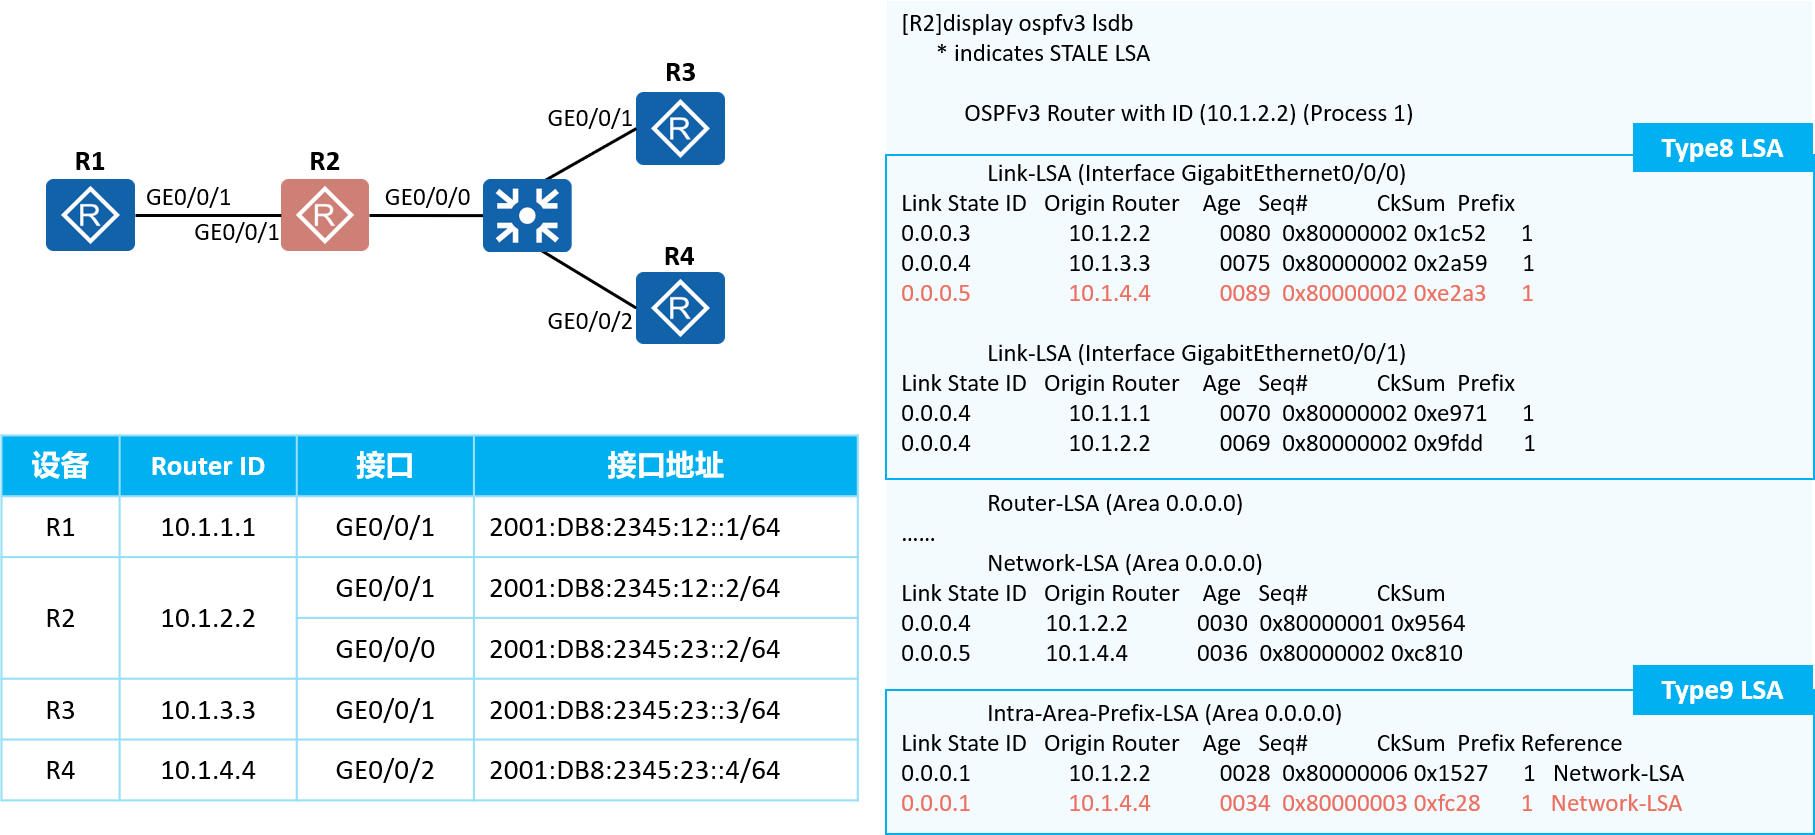 R3
GE0/0/1
R1
R2
GE0/0/1
GE0/0/0
GE0/0/1
R4
GE0/0/2
设备 Router ID 接口 接口地址
R1 10.1.1.1 GE0/0/1 2001:DB8:2345:12::1/64
R2 10.1.2.2 GE0/0/1 2001:DB8:2345:12::2/64
GE0/0/0 2001:DB8:2345:23::2/64
R3 10.1.3.3 GE0/0/1 2001:DB8:2345:23::3/64
R4 10.1.4.4 GE0/0/2 2001:DB8:2345:23::4/64
[R2]display ospfv3 lsdb
* indicates STALE LSA
OSPFv3 Router with ID (10.1.2.2) (Process 1)
Type8 LSA
Link-LSA (Interface GigabitEthernet0/0/0)
Link State ID Origin Router Age Seq# CkSum Prefix
0.0.0.3 10.1.2.2 0080 0x80000002 0x1c52 1
0.0.0.4 10.1.3.3 0075 0x80000002 0x2a59 1
0.0.0.5 10.1.4.4 0089 0x80000002 0xe2a3 1
Link-LSA (Interface GigabitEthernet0/0/1)
Link State ID Origin Router Age Seq# CkSum Prefix
0.0.0.4 10.1.1.1 0070 0x80000002 0xe971 1
0.0.0.4 10.1.2.2 0069 0x80000002 0x9fdd 1
Router-LSA (Area 0.0.0.0)
......
Network-LSA (Area 0.0.0.0)
Link State ID Origin Router Age Seq# CkSum
0.0.0.4 10.1.2.2 0030 0x80000001 0x9564
0.0.0.5 10.1.4.4 0036 0x80000002 0xc810
Type9 LSA
Intra-Area-Prefix-LSA (Area 0.0.0.0)
Link State ID Origin Router Age Seq# CkSum Prefix Reference
0.0.0.1 10.1.2.2 0028 0x80000006 0x1527 1 Network-LSA
0.0.0.1 10.1.4.4 0034 0x80000003 0xfc28 1 Network-LSA